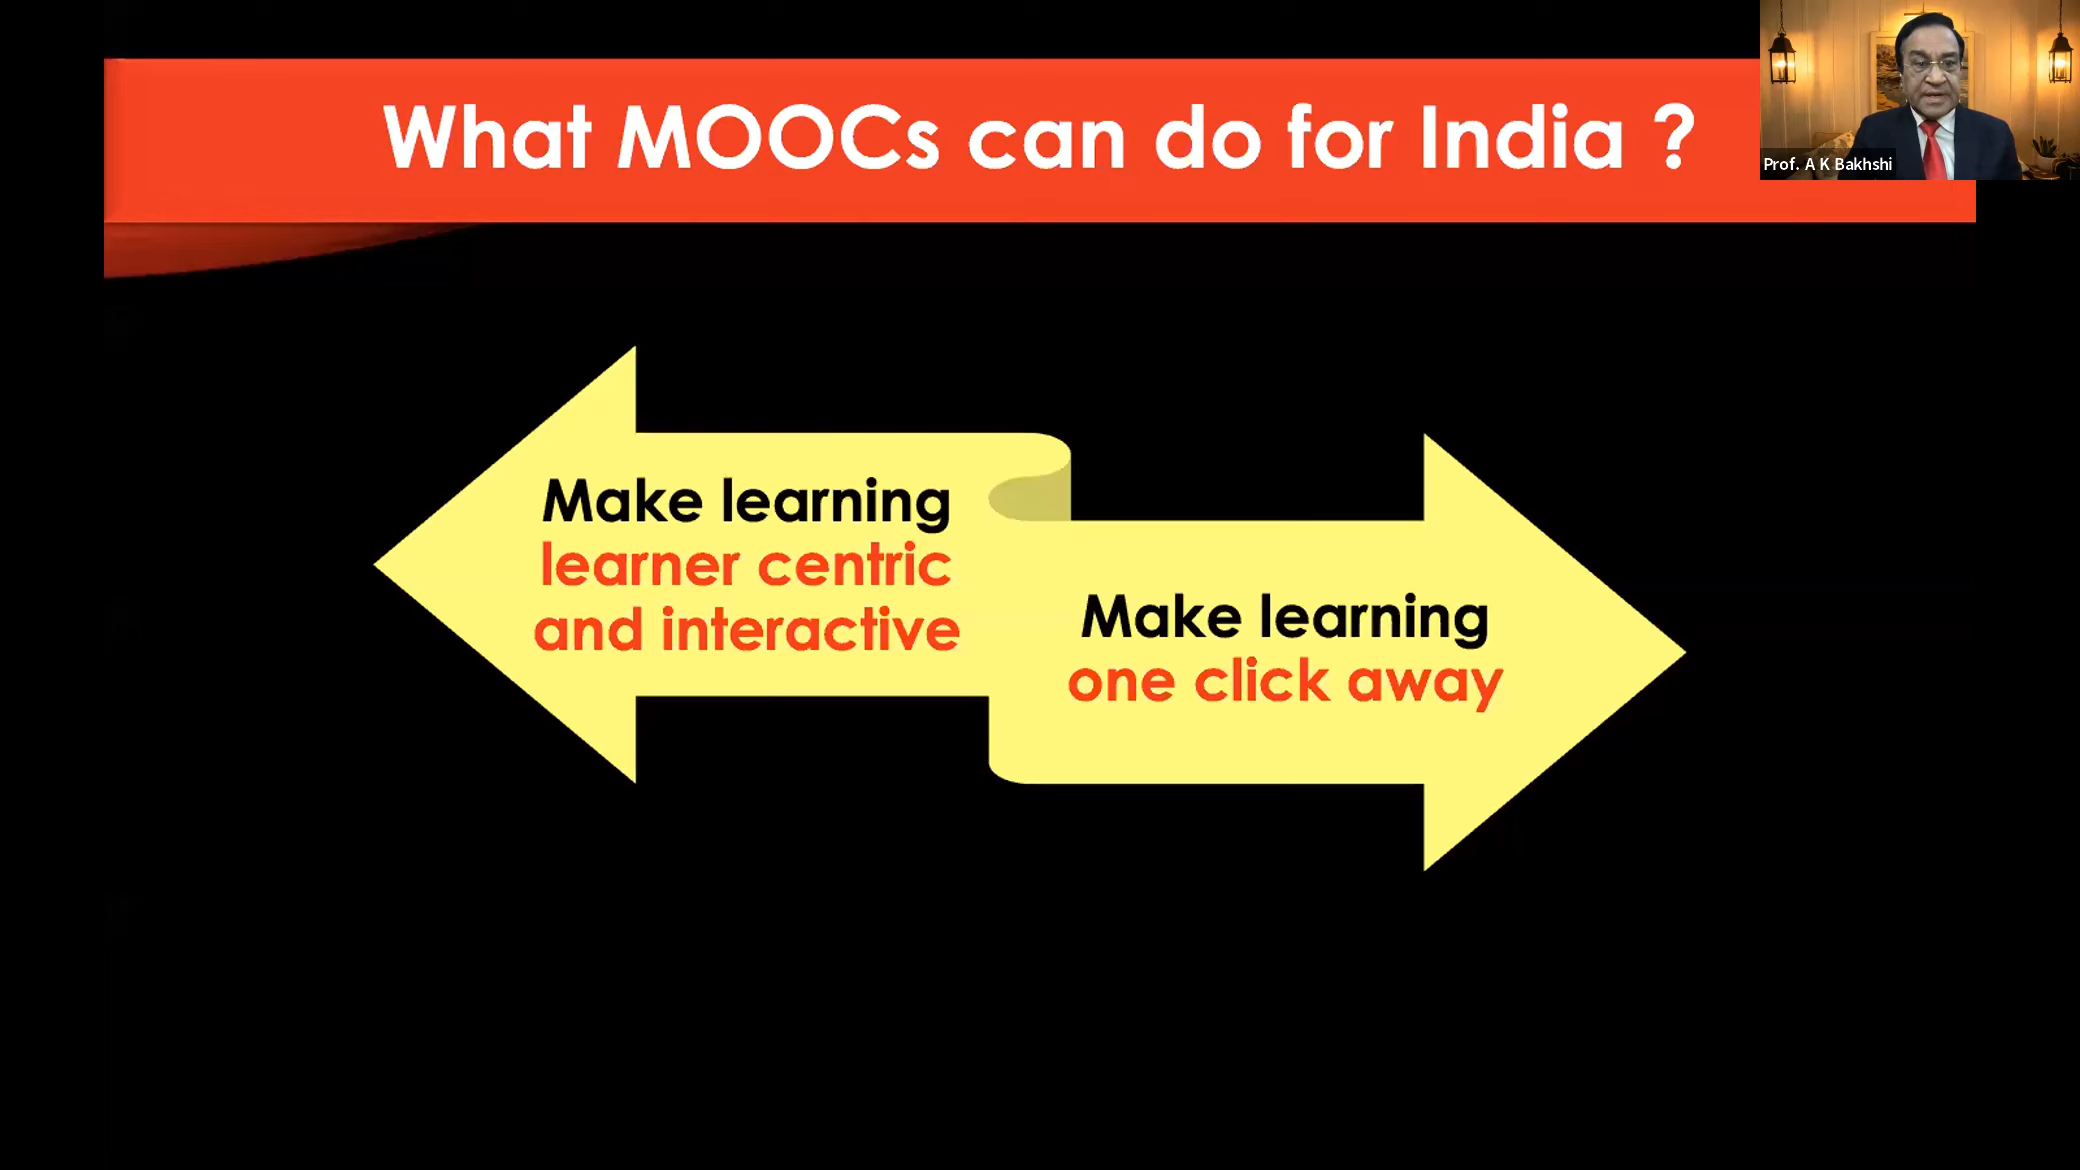 What MOOCs can do for India ?
Prof. A K Bakhshi
Make learning
learner centric
and interactive
Make learning
one click away